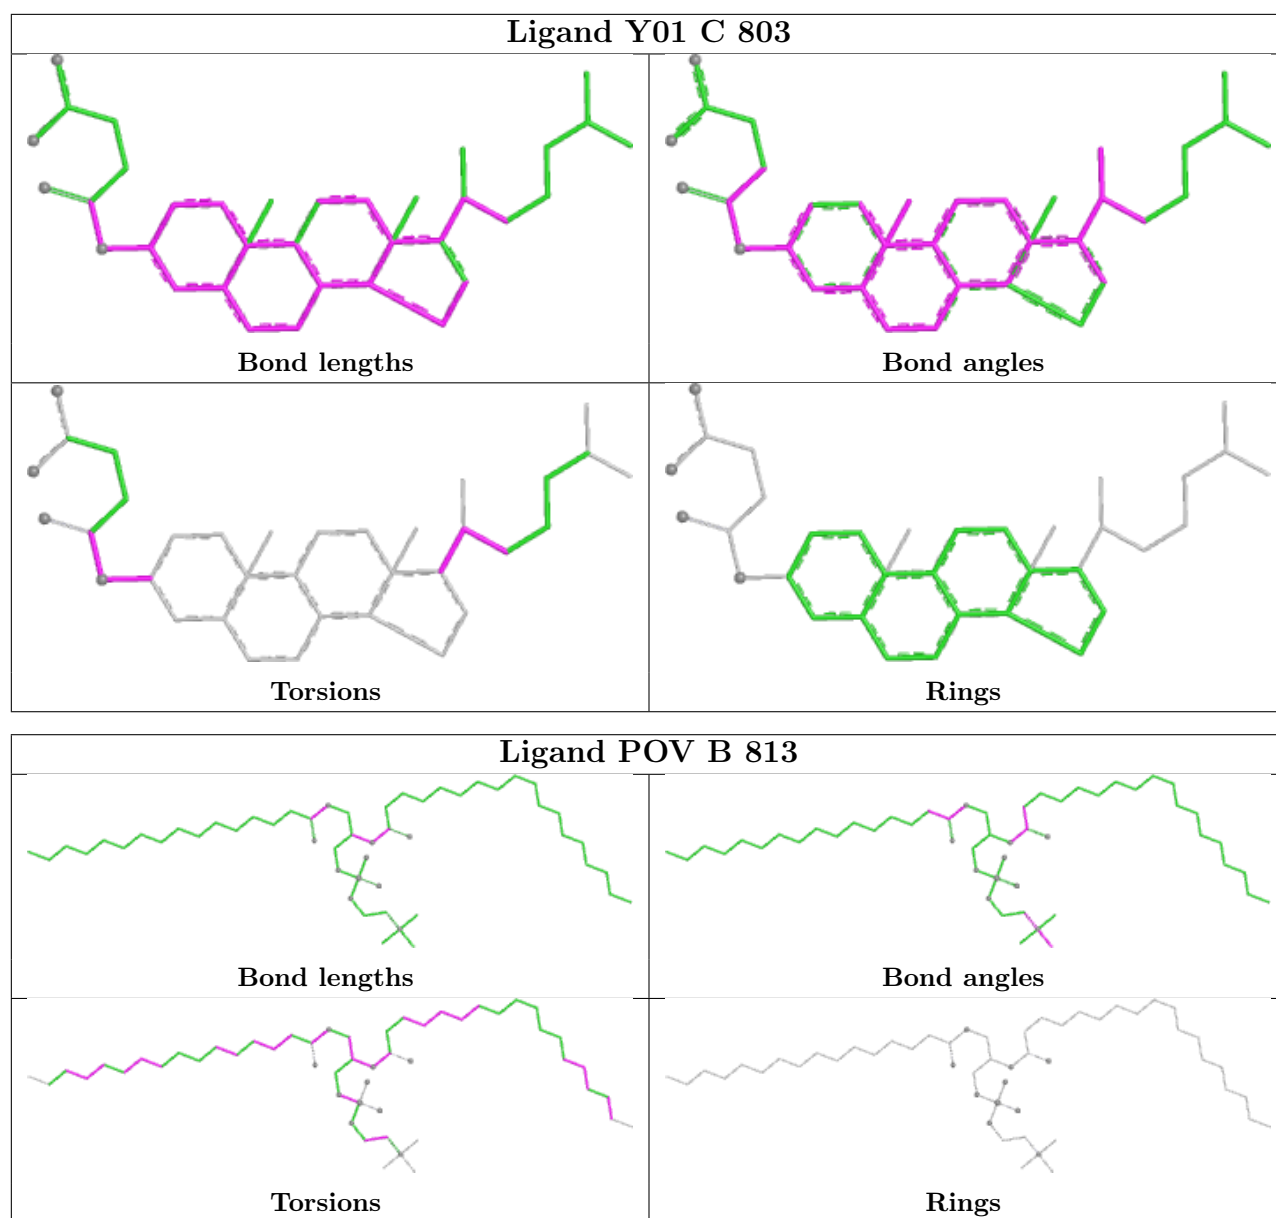 Ligand Y01 C 803
Bond lengths
Bond angles
Torsions
Rings
Ligand POV B 813
Bond lengths
Bond angles
Torsions
Rings